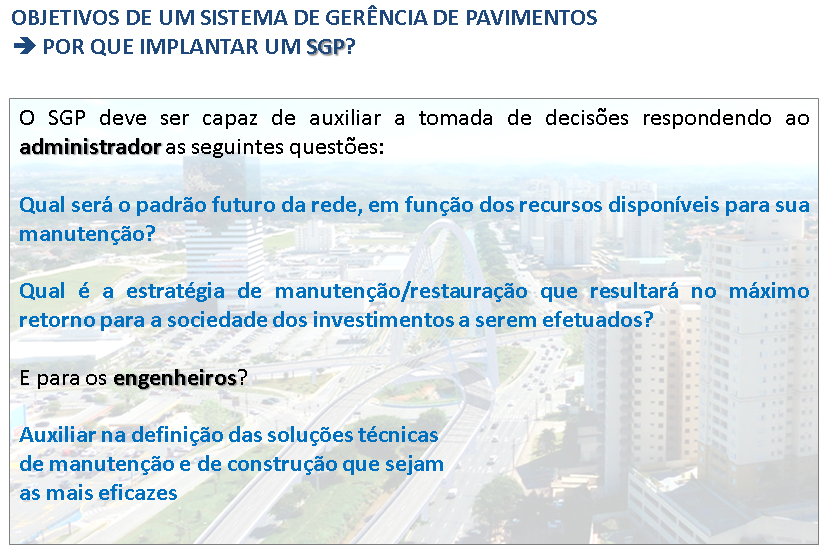 OBJETIVOS DE UM SISTEMA DE GERÊNCIA DE PAVIMENTOS
➔ POR QUE IMPLANTAR UM SGP?
O SGP deve ser capaz de auxiliar a tomada de decisões respondendo ao
administrador as seguintes questões:
Qual será o padrão futuro da rede, em função dos recursos disponíveis para sua
manutenção?
Qual é a estratégia de manutenção/restauração que resultará no máximo
retorno para a sociedade dos investimentos a serem efetuados?
E para os engenheiros?
Auxiliar na definição das soluções técnicas
de manutenção e de construção que sejam
as mais eficazes